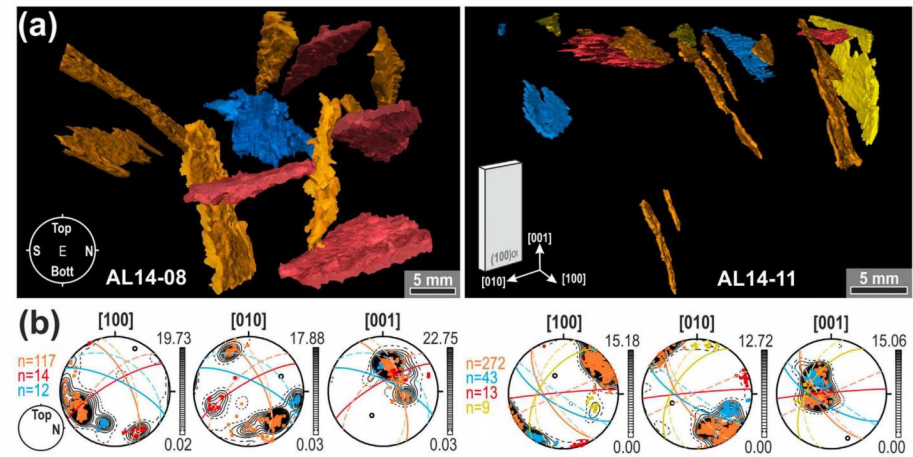 (a)
Top
S E N
Bott
AL14-08
5 mm
(100)Ol
[001]
[010]
[100]
AL14-11
5 mm
(b)
[100] 19.73
[010] 17.88
[001] 22.75
n=117
n=14
n=12
Top
N
0.02
0.03
0.03
[100] 15.18
[010] 12.72
[001] 15.06
n=272
n=43
n=13
n=9
0.00
0.00
0.00